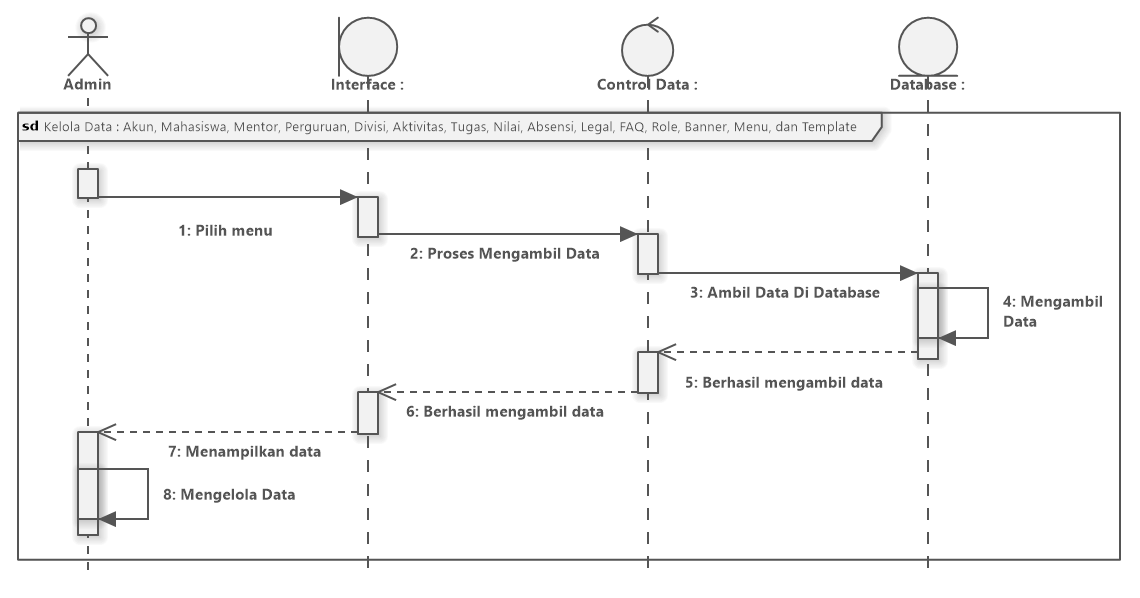 Admin
Interface :
Control Data :
Database :
sd Kelola Data : Akun, Mahasiswa, Mentor, Perguruan, Divisi, Aktivitas, Tugas, Nilai, Absensi, Legal, FAQ, Role, Banner, Menu, dan Template
1: Pilih menu
2: Proses Mengambil Data
3: Ambil Data Di Database
4: Mengambil
Data
5: Berhasil mengambil data
6: Berhasil mengambil data
7: Menampilkan data
8: Mengelola Data